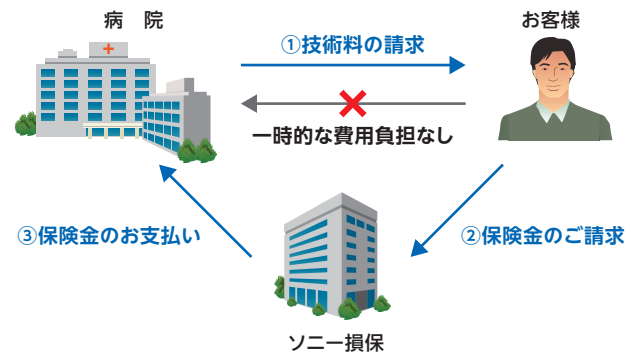 病　院
お客様
①技術料の請求
一時的な費用負担なし
③保険金のお支払い
②保険金のご請求
ソニー損保